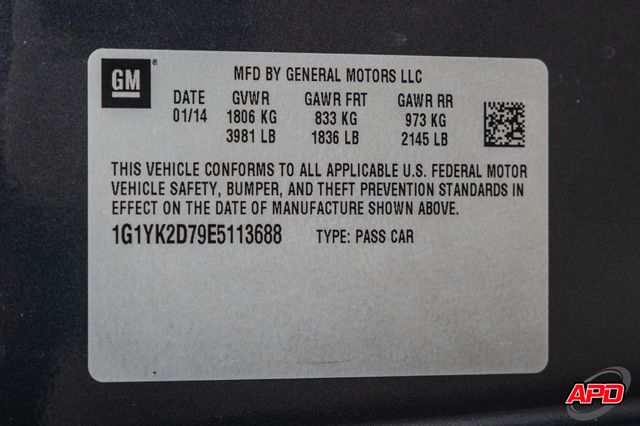 GM ®
MFD BY GENERAL MOTORS LLC
DATE GVWR GAWR FRT GAWR RR
01/14 1806 KG 833 KG 973 KG
3981 LB 1836 LB 2145 LB
THIS VEHICLE CONFORMS TO ALL APPLICABLE U.S. FEDERAL MOTOR
VEHICLE SAFETY, BUMPER, AND THEFT PREVENTION STANDARDS IN
EFFECT ON THE DATE OF MANUFACTURE SHOWN ABOVE.
1G1YK2D79E5113688 TYPE: PASS CAR
APD